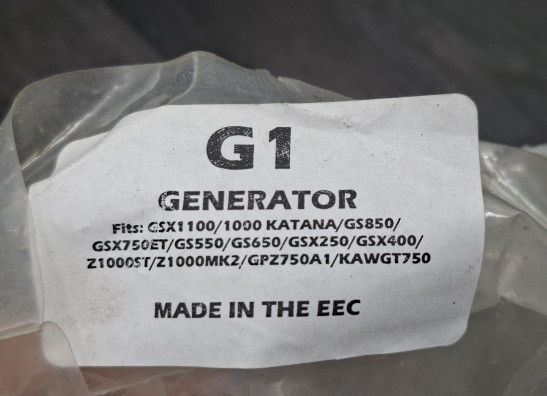 G1
GENERATOR
Fits: GSX1100/1000 KATANA/GS850/
GSX750ET/GS550/GS650/GSX250/GSX400/
Z1000ST/Z1000MK2/GPZ750A1/KAWGT750
MADE IN THE EEC